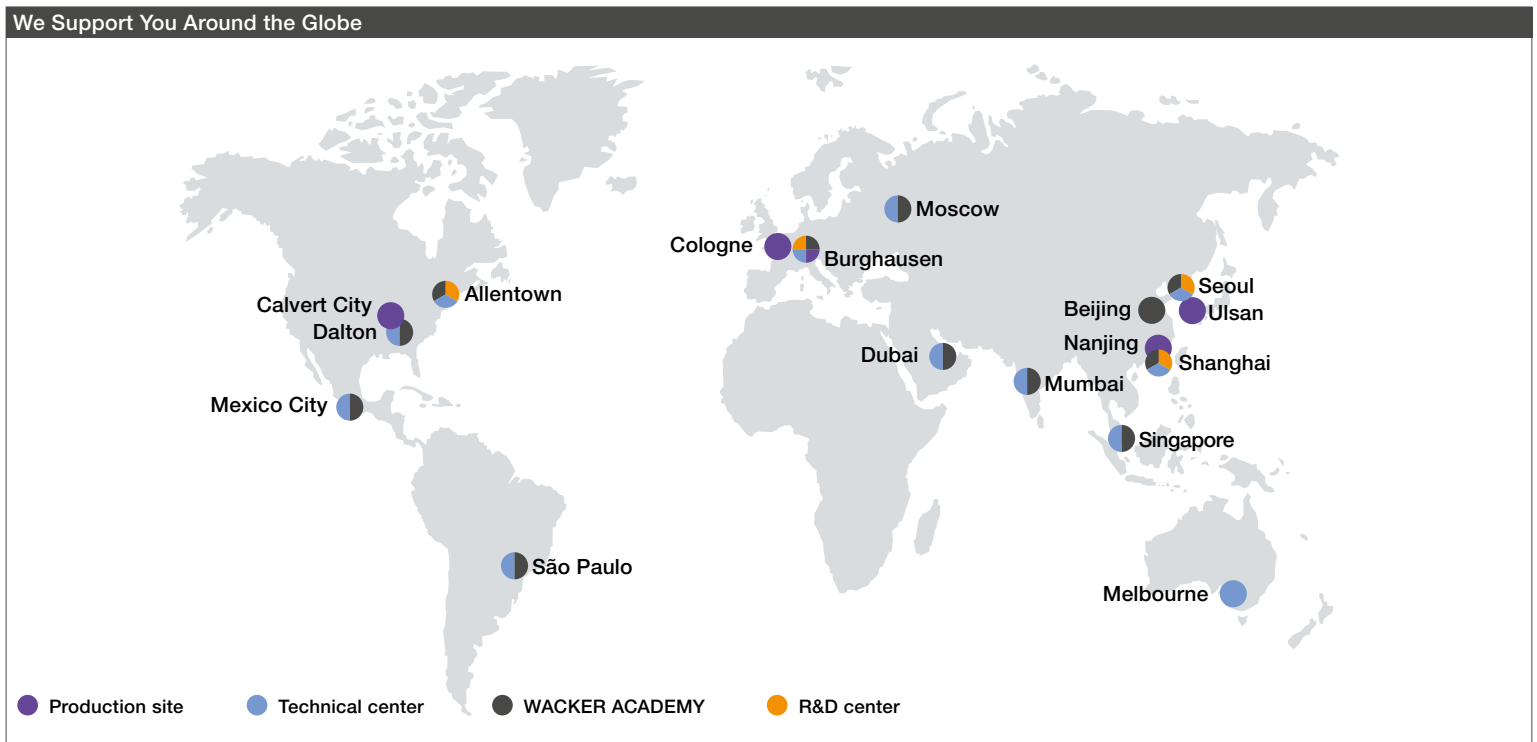 We Support You Around the Globe
Moscow
Cologne
Burghausen
Allentown
Calvert City
Dalton
Seoul
Beijing
Ulsan
Nanjing
Shanghai
Dubai
Mumbai
Mexico City
Singapore
São Paulo
Melbourne
Production site
Technical center
WACKER ACADEMY
R&D center